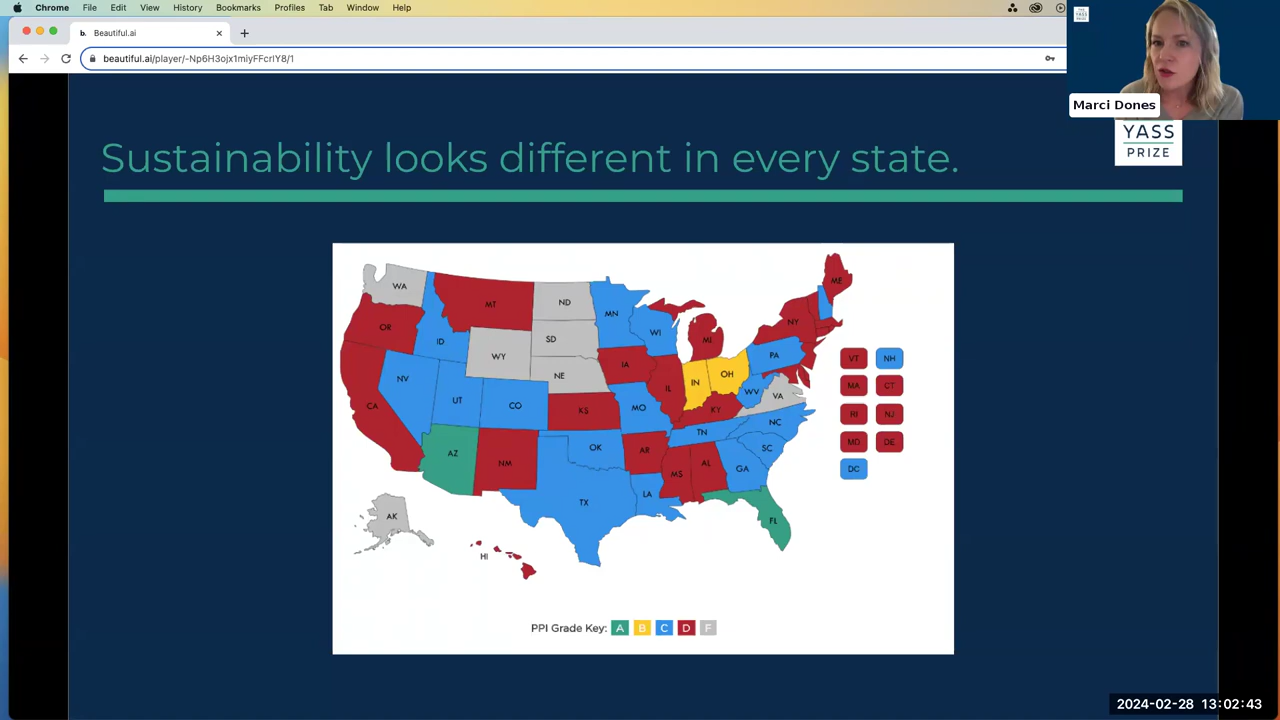 Chrome File Edit View History Bookmarks Profiles Tab Window Help
b. Beautiful.ai
beautiful.ai/player/-Np6H3ojx1miyFFcrIY8/1
Marci Dones
YASS
PRIZE
Sustainability looks different in every state.
WA
MT
ND
MN
ME
OR
ID
SD
WI
NY
WY
MI
NE
IA
PA
VT NH
NV
UT
CO
IL
IN
OH
WV
VA
MA CT
CA
KS
MO
KY
NC
RI NJ
AZ
NM
OK
AR
TN
SC
MD DE
MS
AL
GA
DC
TX
LA
FL
AK
HI
PPI Grade Key: A B C D F
2024-02-28 13:02:43